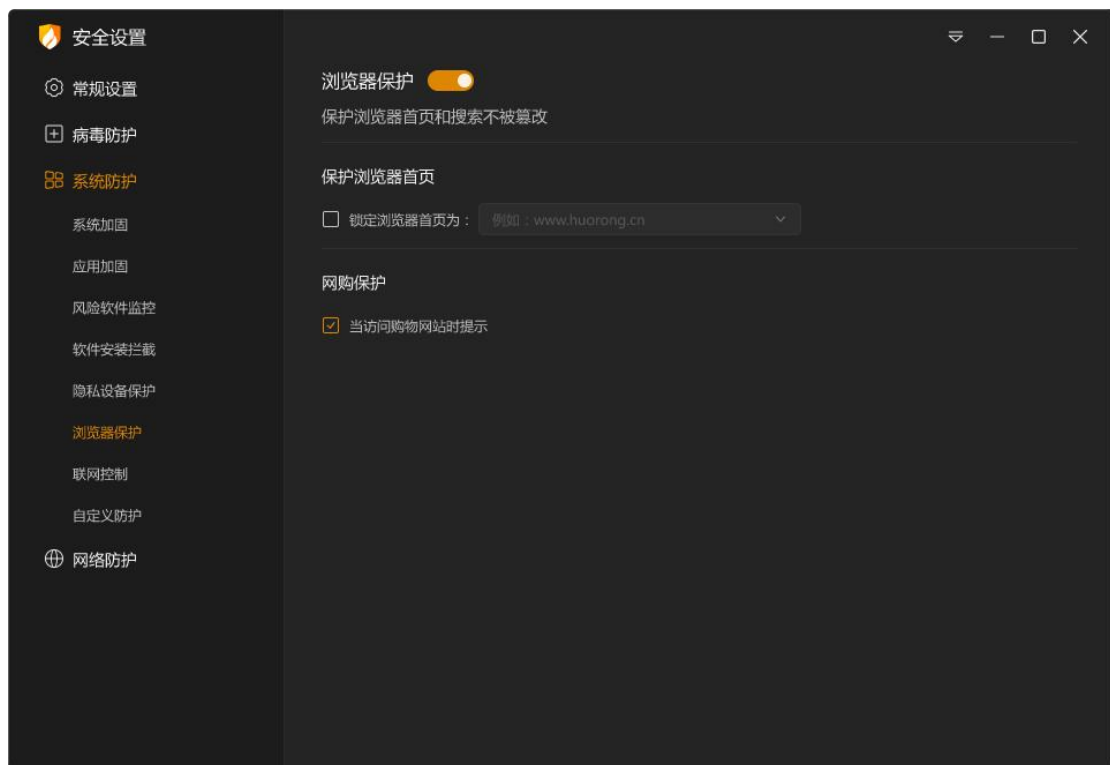 安全设置
常规设置
病毒防护
系统防护
系统加固
应用加固
风险软件监控
软件安装拦截
隐私设备保护
浏览器保护
联网控制
自定义防护
网络防护
浏览器保护
保护浏览器首页和搜索不被篡改
保护浏览器首页
锁定浏览器首页为： 例如：www.huorong.cn
网购保护
当访问购物网站时提示